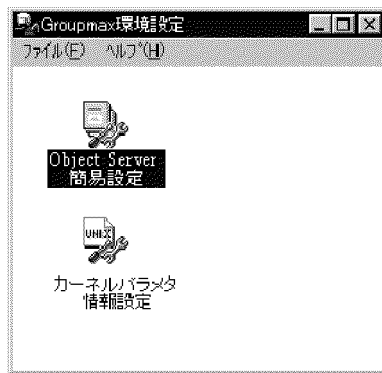 Groupmax環境設定
ファイル(F) ヘルプ(H)
Object Server
簡易設定
UNIX
カーネルパラメタ
情報設定